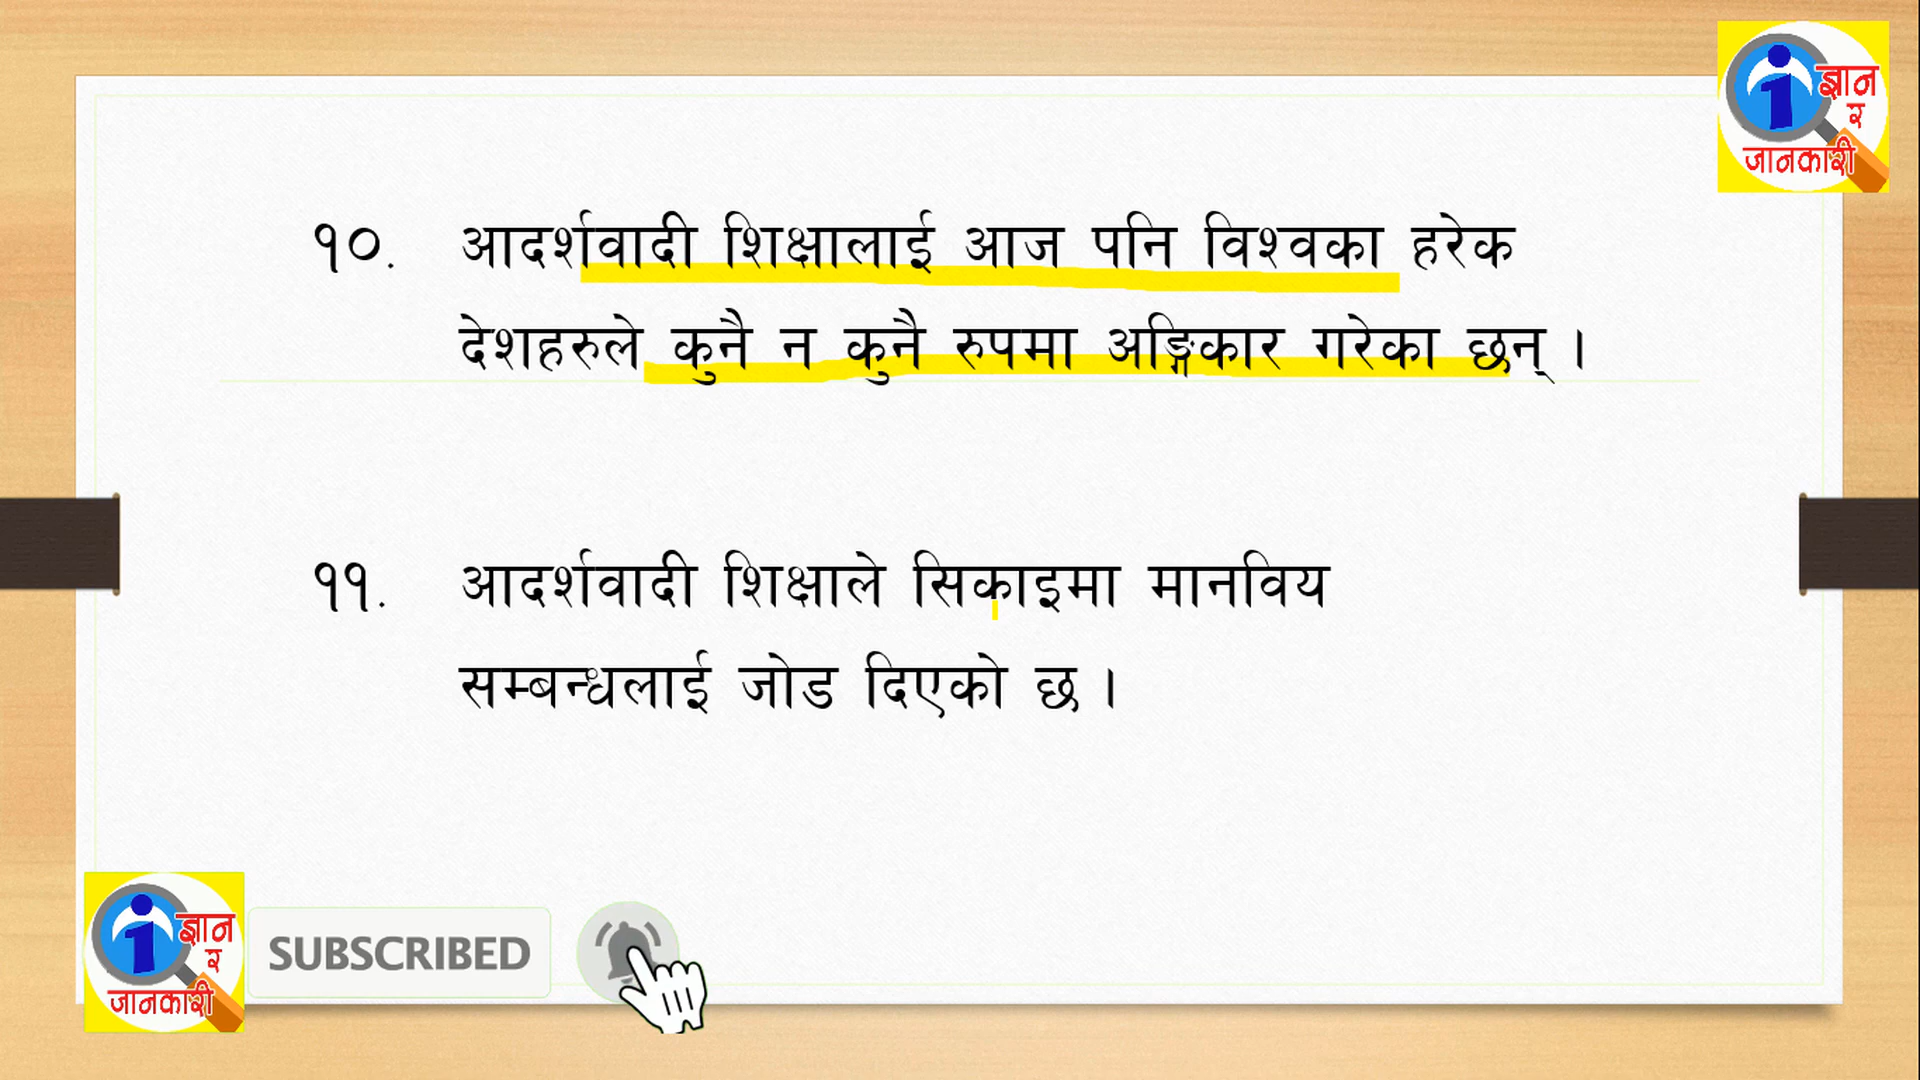 ज्ञान
र
जानकारी
१०. आदर्शवादी शिक्षालाई आज पनि विश्वका हरेक
देशहरुले कुनै न कुनै रुपमा अङ्गिकार गरेका छन् ।
११. आदर्शवादी शिक्षाले सिकाइमा मानविय
सम्बन्धलाई जोड दिएको छ ।
ज्ञान
र
जानकारी
SUBSCRIBED